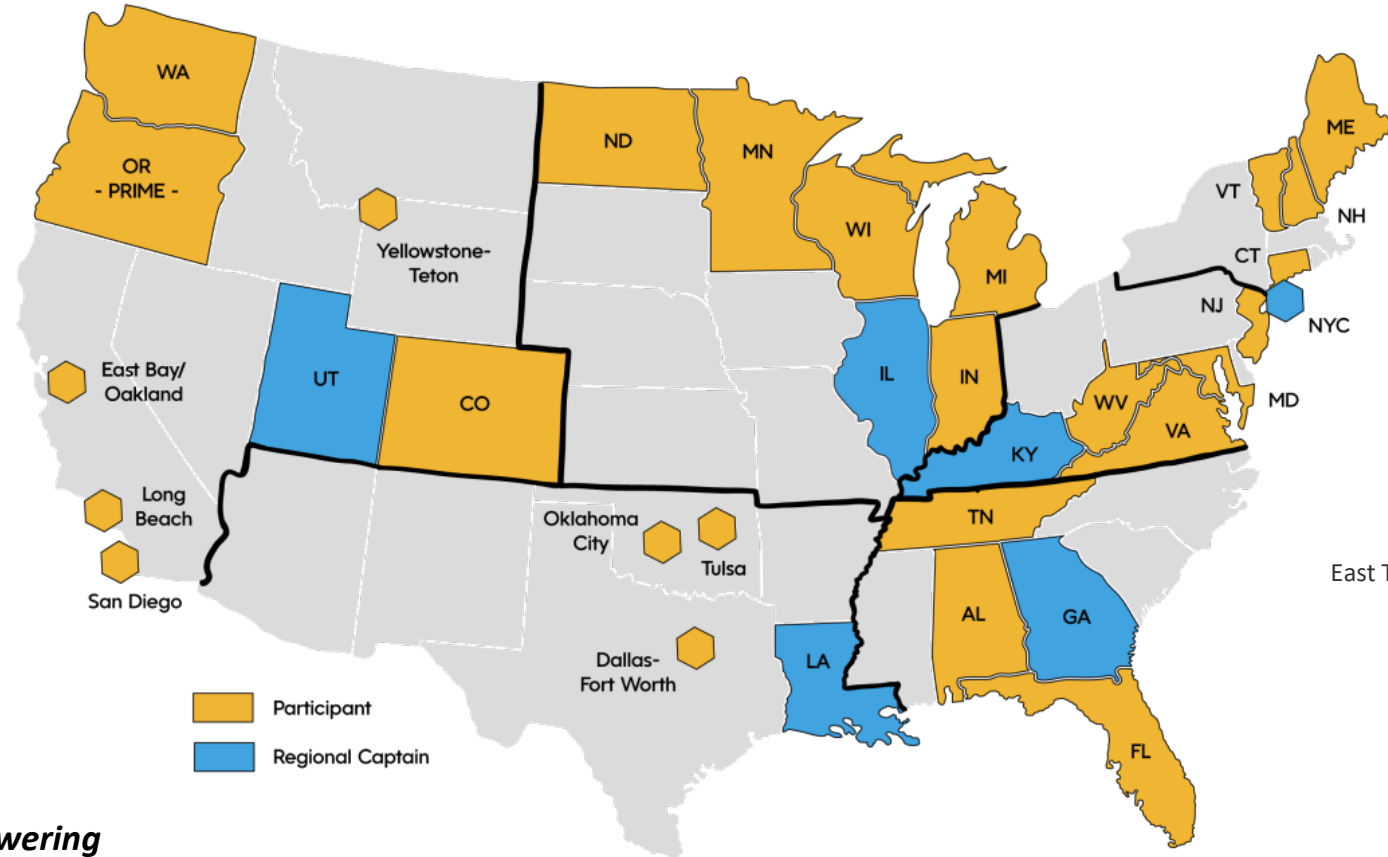 WA
OR
- PRIME -
ND
MN
WI
MI
ME
VT
NH
CT
NJ
NYC
Yellowstone-
Teton
East Bay/
Oakland
UT
CO
IL
IN
WV
MD
VA
KY
Long
Beach
San Diego
Oklahoma
City
Tulsa
TN
East T
AL
GA
LA
Dallas-
Fort Worth
FL
Participant
Regional Captain
wering